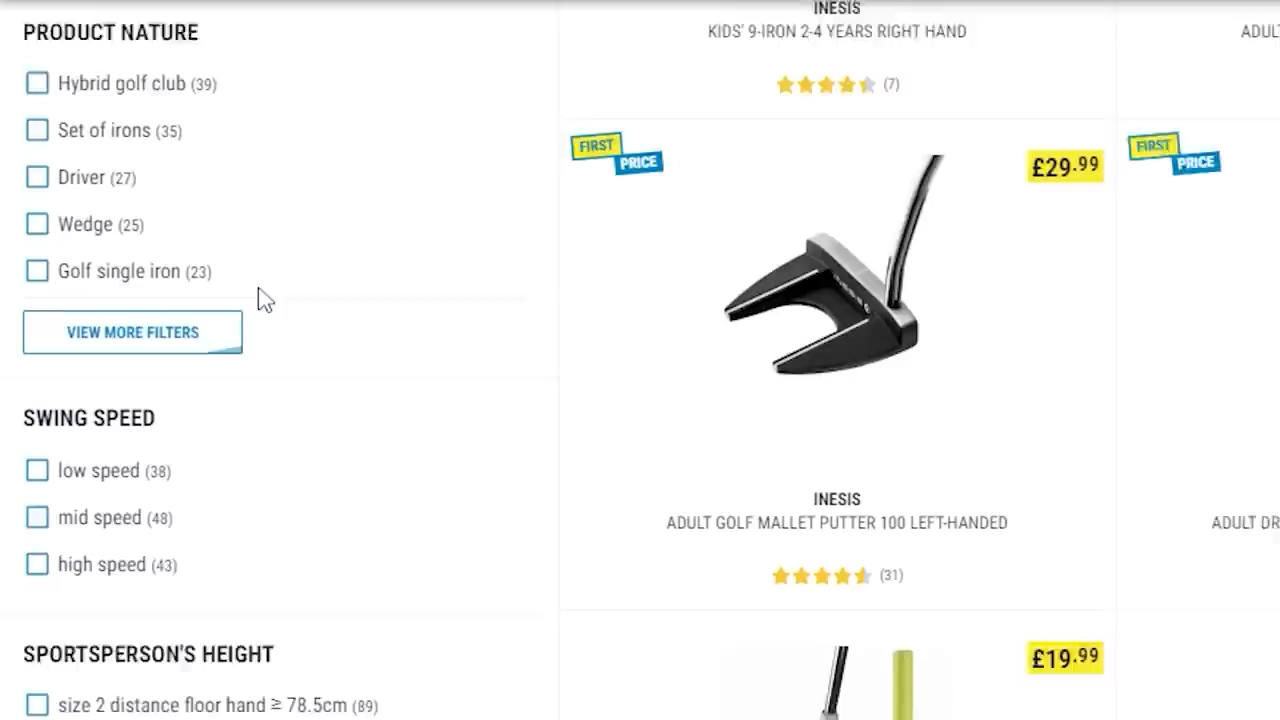 PRODUCT NATURE
Hybrid golf club (39)
Set of irons (35)
Driver (27)
Wedge (25)
Golf single iron (23)
VIEW MORE FILTERS
SWING SPEED
low speed (38)
mid speed (48)
high speed (43)
SPORTSPERSON'S HEIGHT
size 2 distance floor hand ≥ 78.5cm (89)
INESIS
KIDS' 9-IRON 2-4 YEARS RIGHT HAND
(7)
FIRST
PRICE
£29.99
INESIS
ADULT GOLF MALLET PUTTER 100 LEFT-HANDED
(31)
£19.99
ADULT
FIRST
PRICE
ADULT DR